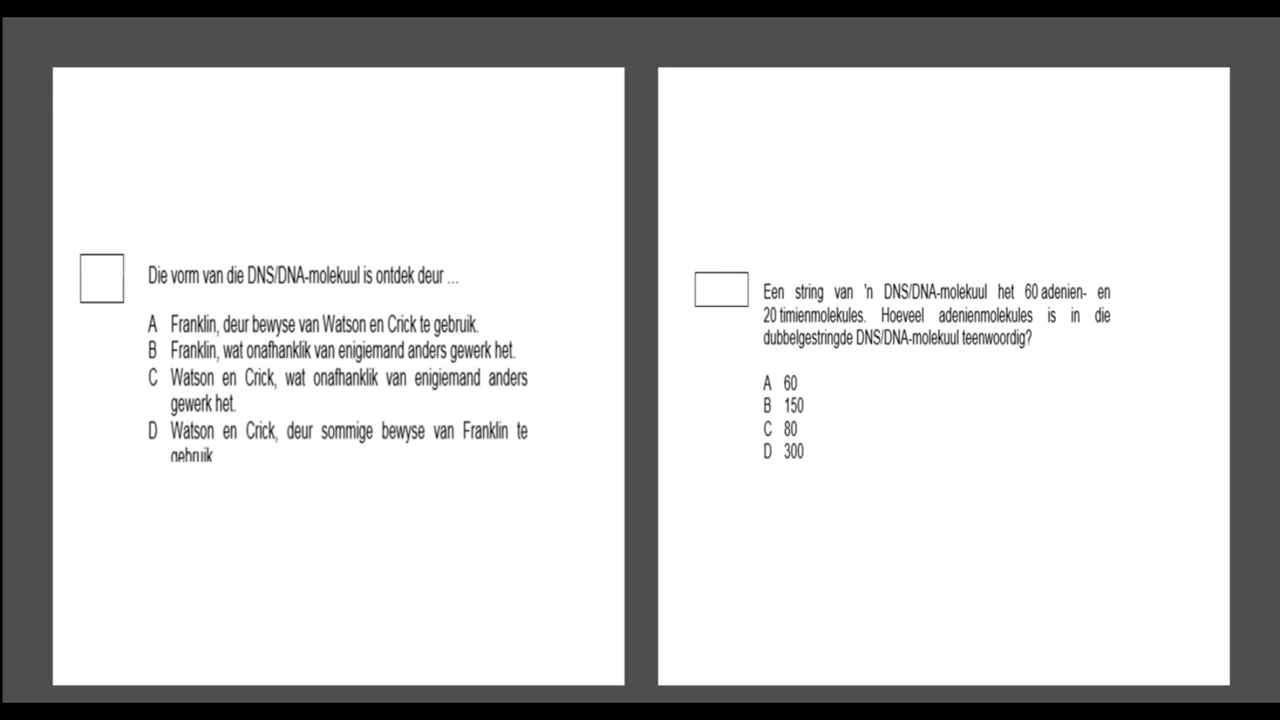 Die vorm van die DNS/DNA-molekuul is ontdek deur ...
A Franklin, deur bewyse van Watson en Crick te gebruik.
B Franklin, wat onafhanklik van enigiemand anders gewerk het.
C Watson en Crick, wat onafhanklik van enigiemand anders
gewerk het.
D Watson en Crick, deur sommige bewyse van Franklin te
gebruik
Een string van 'n DNS/DNA-molekuul het 60 adenien- en
20 timienmolekules. Hoeveel adenienmolekules is in die
dubbelgestringde DNS/DNA-molekuul teenwoordig?
A 60
B 150
C 80
D 300